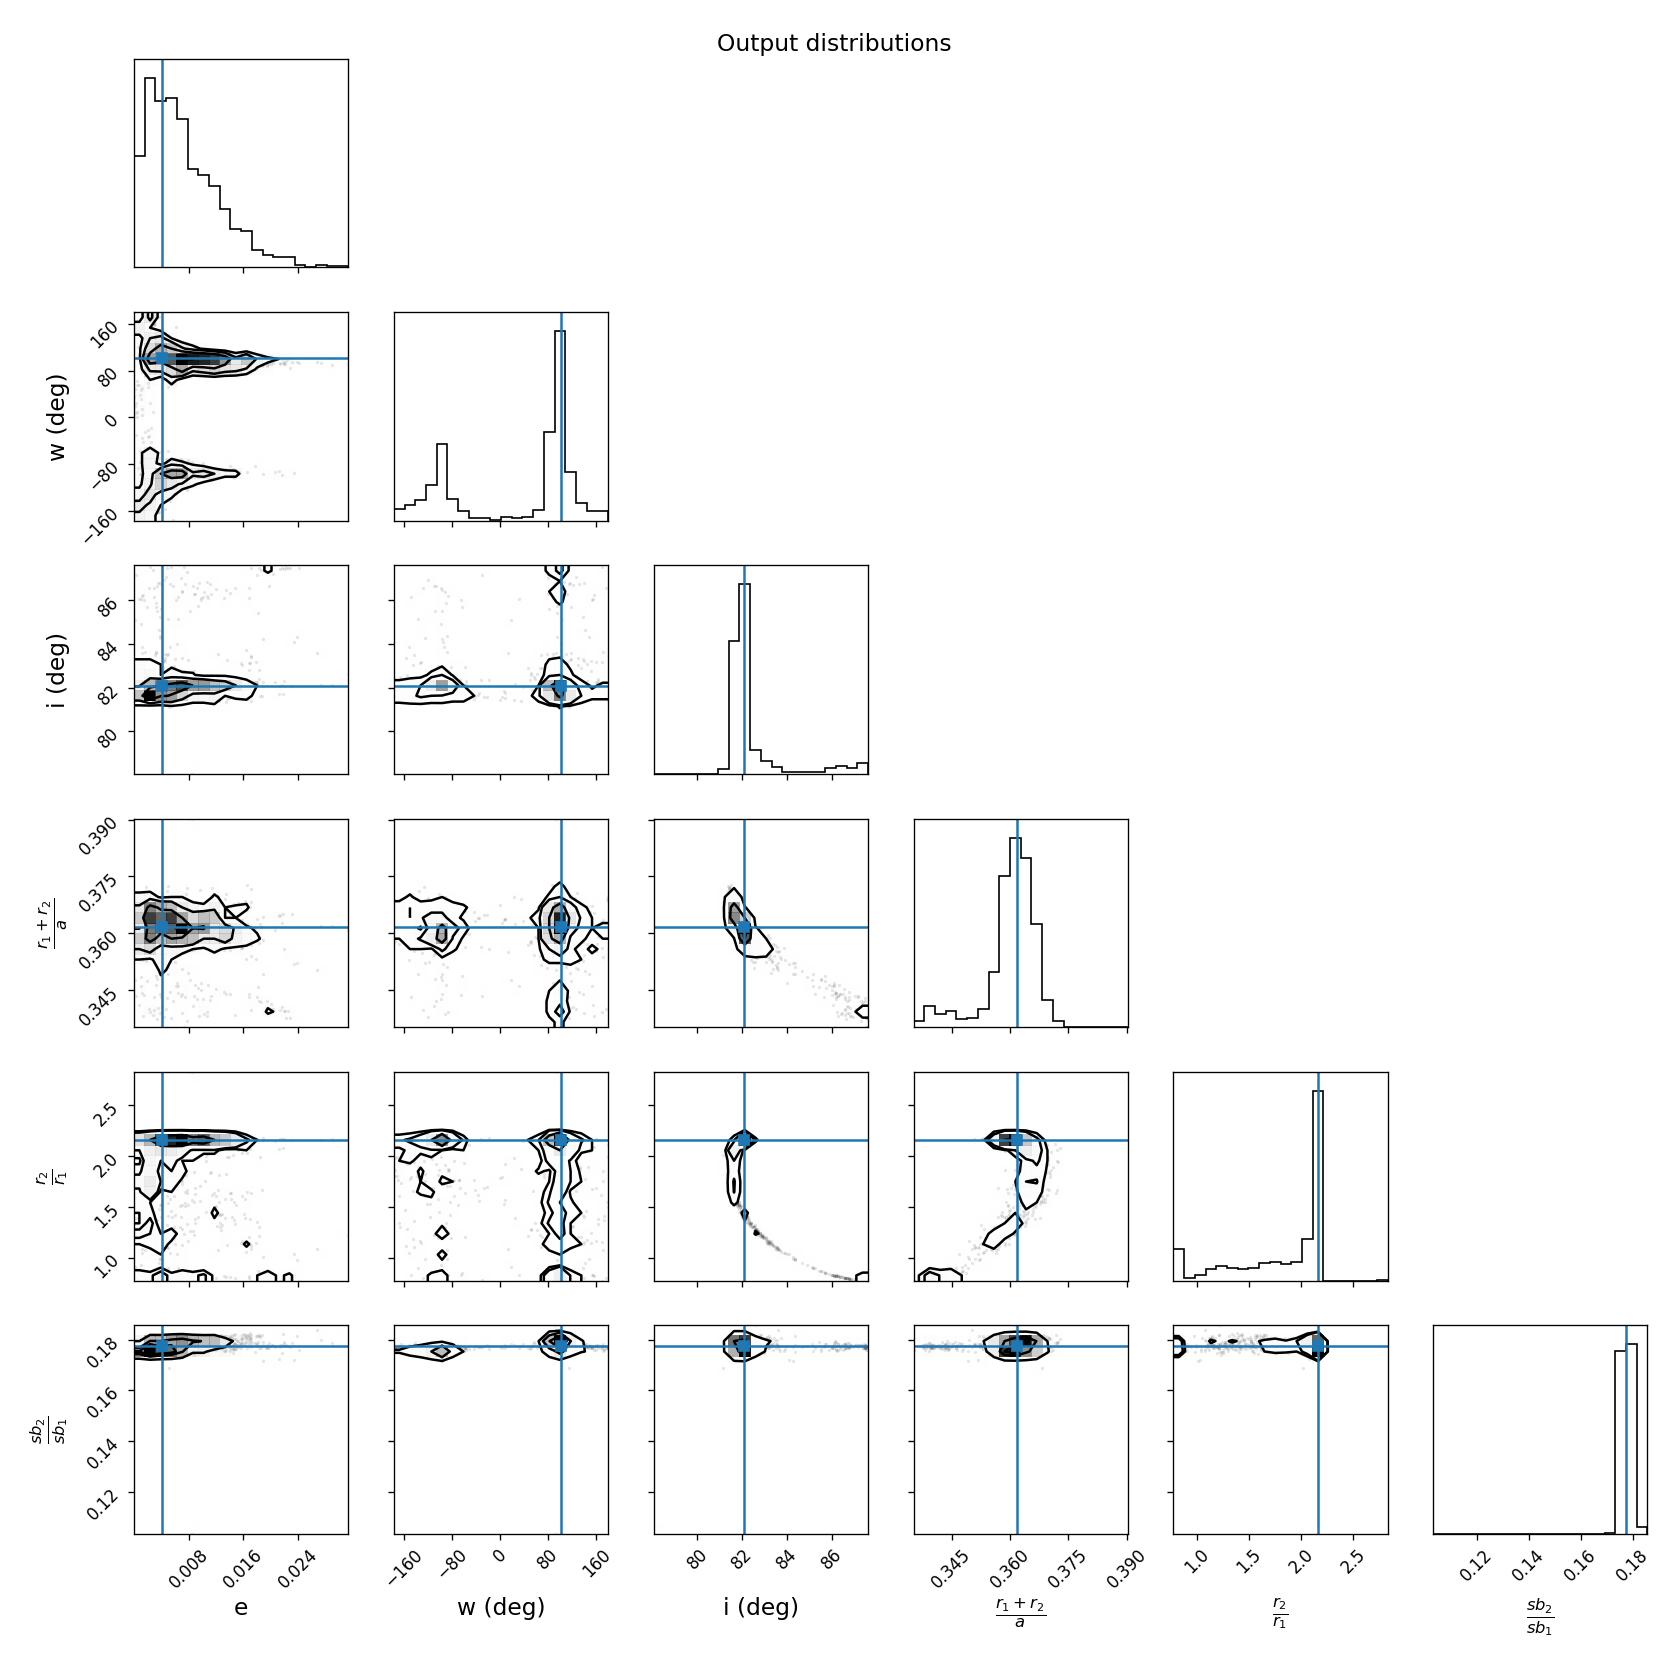 Output distributions
w (deg)
160
80
0
−80
−160
i (deg)
86
84
82
80
r₁ + r₂
a
0.390
0.375
0.360
0.345
r₂
r₁
2.5
2.0
1.5
1.0
sb₂
sb₁
0.18
0.16
0.14
0.12
0.008 0.016 0.024
−160 −80 0 80 160
80 82 84 86
0.345 0.360 0.375 0.390
1.0 1.5 2.0 2.5
0.12 0.14 0.16 0.18
e
w (deg)
i (deg)
r₁ + r₂
a
r₂
r₁
sb₂
sb₁